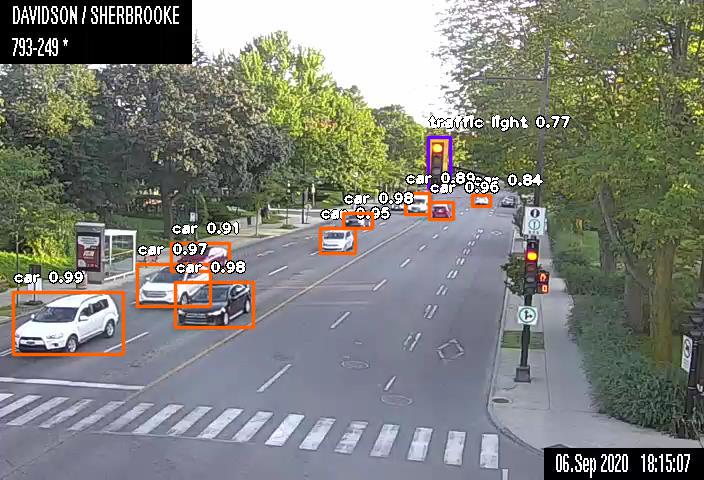 DAVIDSON / SHERBROOKE
793-249 *
traffic light 0.77
car 0.89
car 0.84
car 0.96
car 0.98
car 0.95
car 0.91
car 0.97
car 0.98
car 0.99
06.Sep 2020 18:15:07